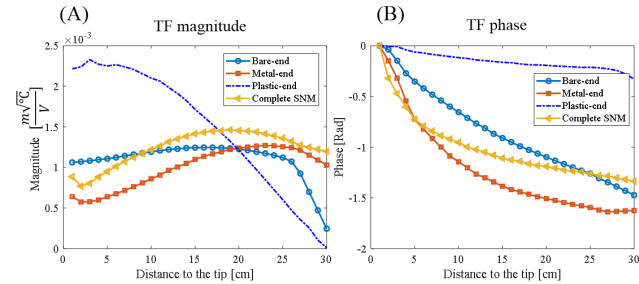 (A)
TF magnitude
×10⁻³
2.5
2
1.5
1
0.5
0
Magnitude [m√°C/V]
0 5 10 15 20 25 30
Distance to the tip [cm]
Bare-end
Metal-end
Plastic-end
Complete SNM
(B)
TF phase
0
-0.5
-1
-1.5
-2
Phase [Rad]
0 5 10 15 20 25 30
Distance to the tip [cm]
Bare-end
Metal-end
Plastic-end
Complete SNM